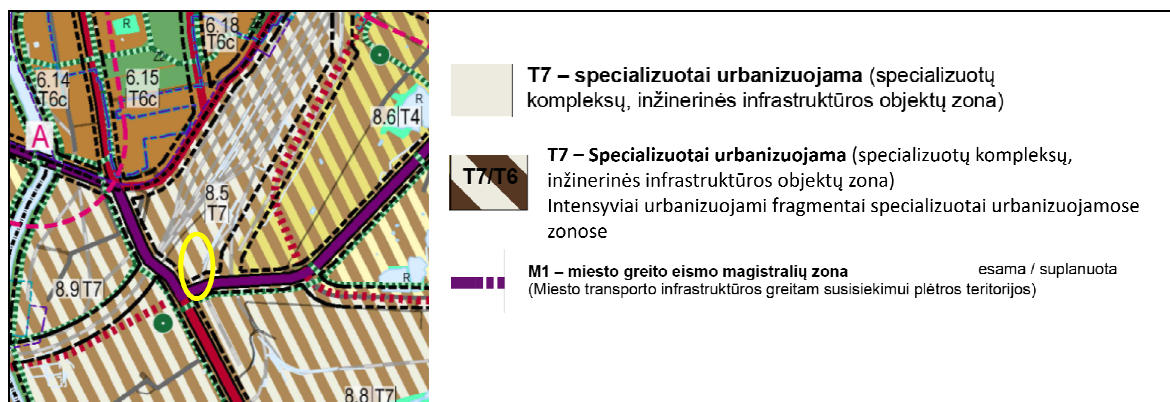 R
6.18
T6c
6.14
T6c
6.15
T6c
R
8.6 T4
A
8.5
T7
R
8.9 T7
8.8 T7
T7 – specializuotai urbanizuojama (specializuotų
kompleksų, inžinerinės infrastruktūros objektų zona)
T7/T6
T7 – Specializuotai urbanizuojama (specializuotų kompleksų,
inžinerinės infrastruktūros objektų zona)
Intensyviai urbanizuojami fragmentai specializuotai urbanizuojamose
zonose
M1 – miesto greito eismo magistralių zona esama / suplanuota
(Miesto transporto infrastruktūros greitam susisiekimui plėtros teritorijos)